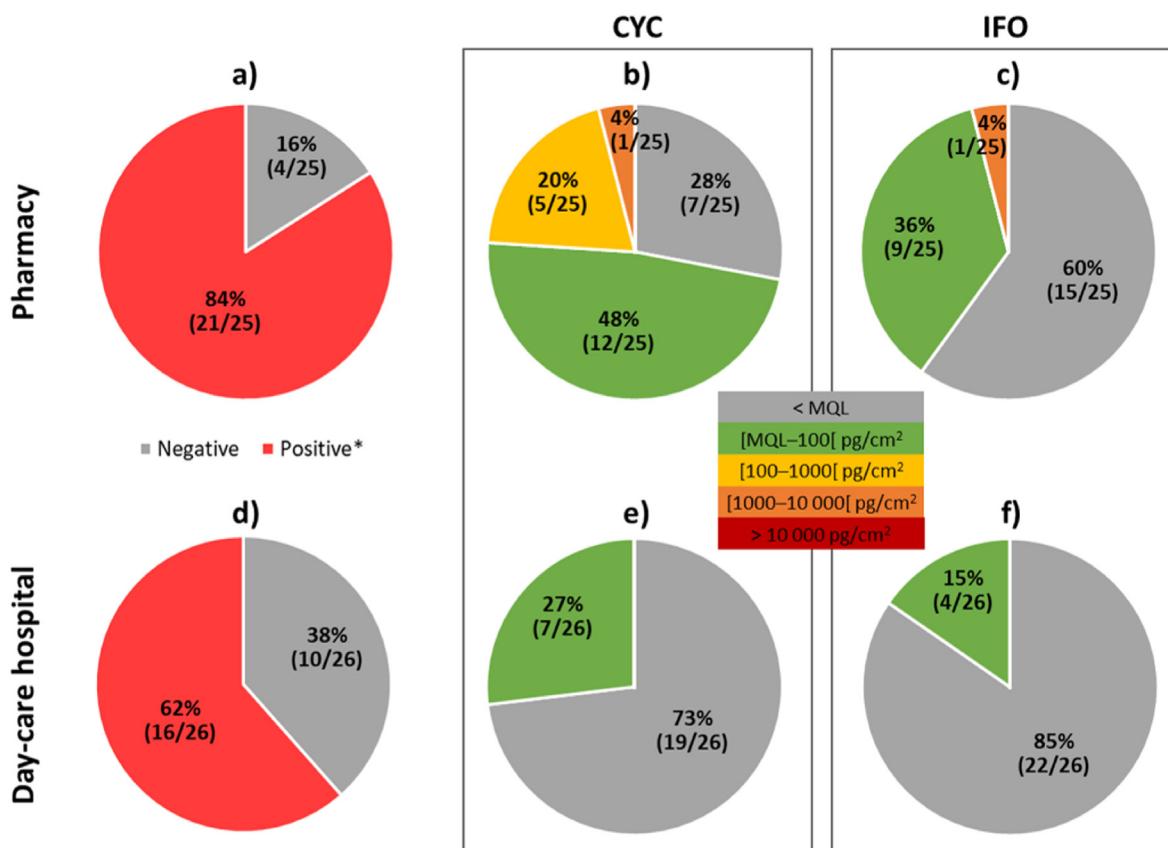 CYC
IFO
Pharmacy
a)
16%
(4/25)
84%
(21/25)
b)
4%
(1/25)
20%
(5/25)
28%
(7/25)
48%
(12/25)
c)
4%
(1/25)
36%
(9/25)
60%
(15/25)
Negative Positive*
< MQL
[MQL–100[ pg/cm²
[100–1000[ pg/cm²
[1000–10 000[ pg/cm²
> 10 000 pg/cm²
Day-care hospital
d)
38%
(10/26)
62%
(16/26)
e)
27%
(7/26)
73%
(19/26)
f)
15%
(4/26)
85%
(22/26)